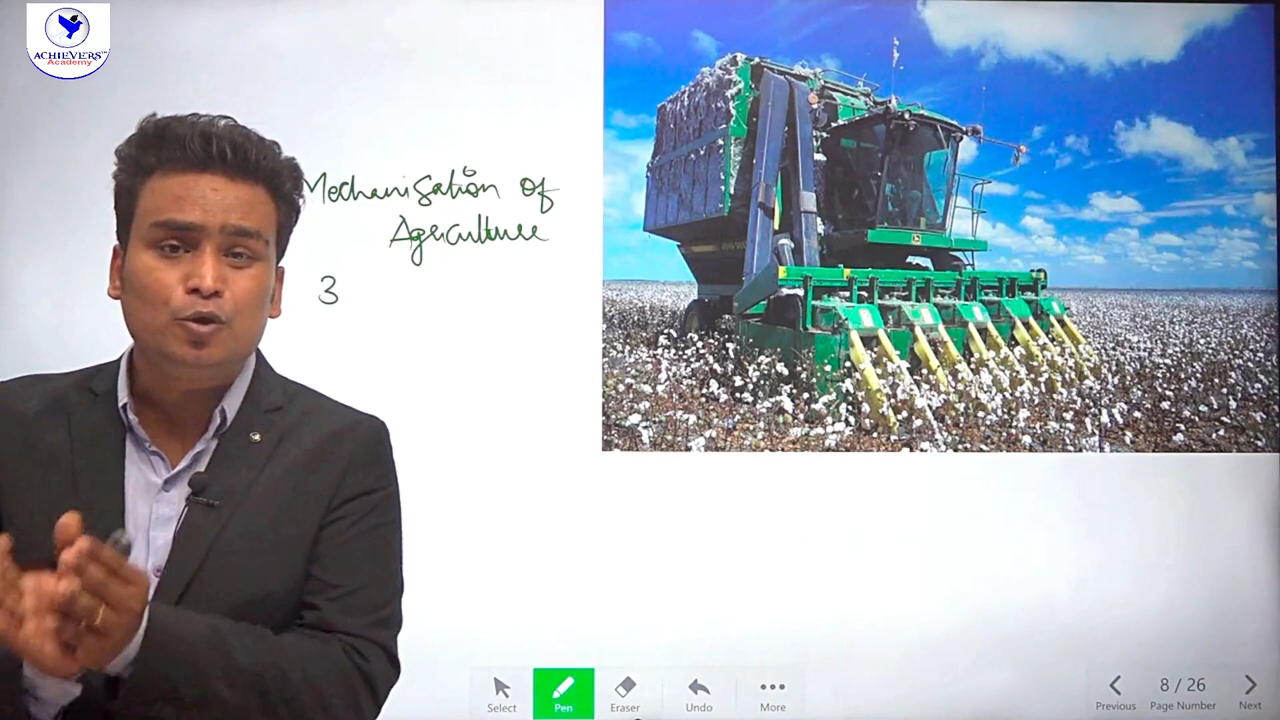 ACHIEVERS
Academy
Mechanisation of
Agriculture
3
Select
Pen
Eraser
Undo
More
Previous
8 / 26
Page Number
Next